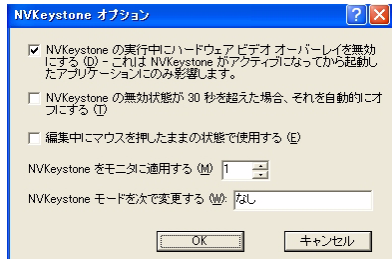 NVKeystone オプション
NVKeystone の実行中にハードウェア ビデオ オーバーレイを無効
にする (D) - これは NVKeystone がアクティブになってから起動し
たアプリケーションにのみ影響します。
NVKeystone の無効状態が 30 秒を超えた場合、それを自動的にオ
フにする (T)
編集中にマウスを押したままの状態で使用する (E)
NVKeystone をモニタに適用する (M) 1
NVKeystone モードを次で変更する (W): なし
OK キャンセル